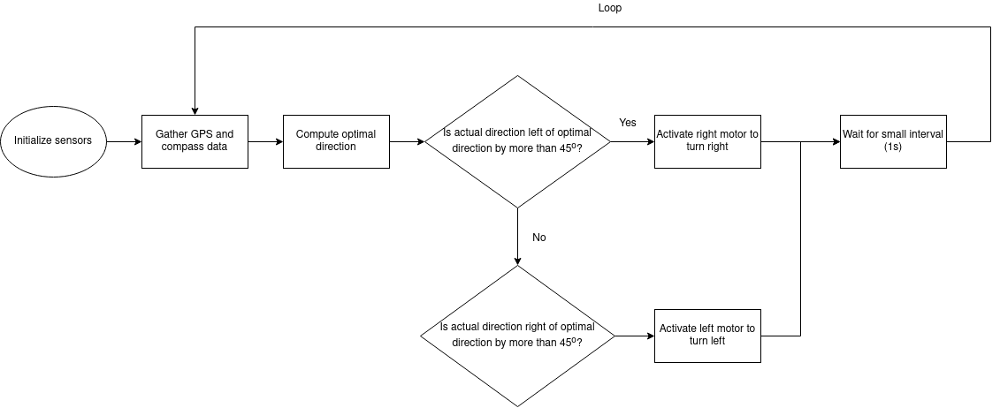 Loop
Initialize sensors
Gather GPS and
compass data
Compute optimal
direction
Is actual direction left of optimal
direction by more than 45º?
Yes
Activate right motor to
turn right
Wait for small interval
(1s)
No
Is actual direction right of optimal
direction by more than 45º?
Activate left motor to
turn left